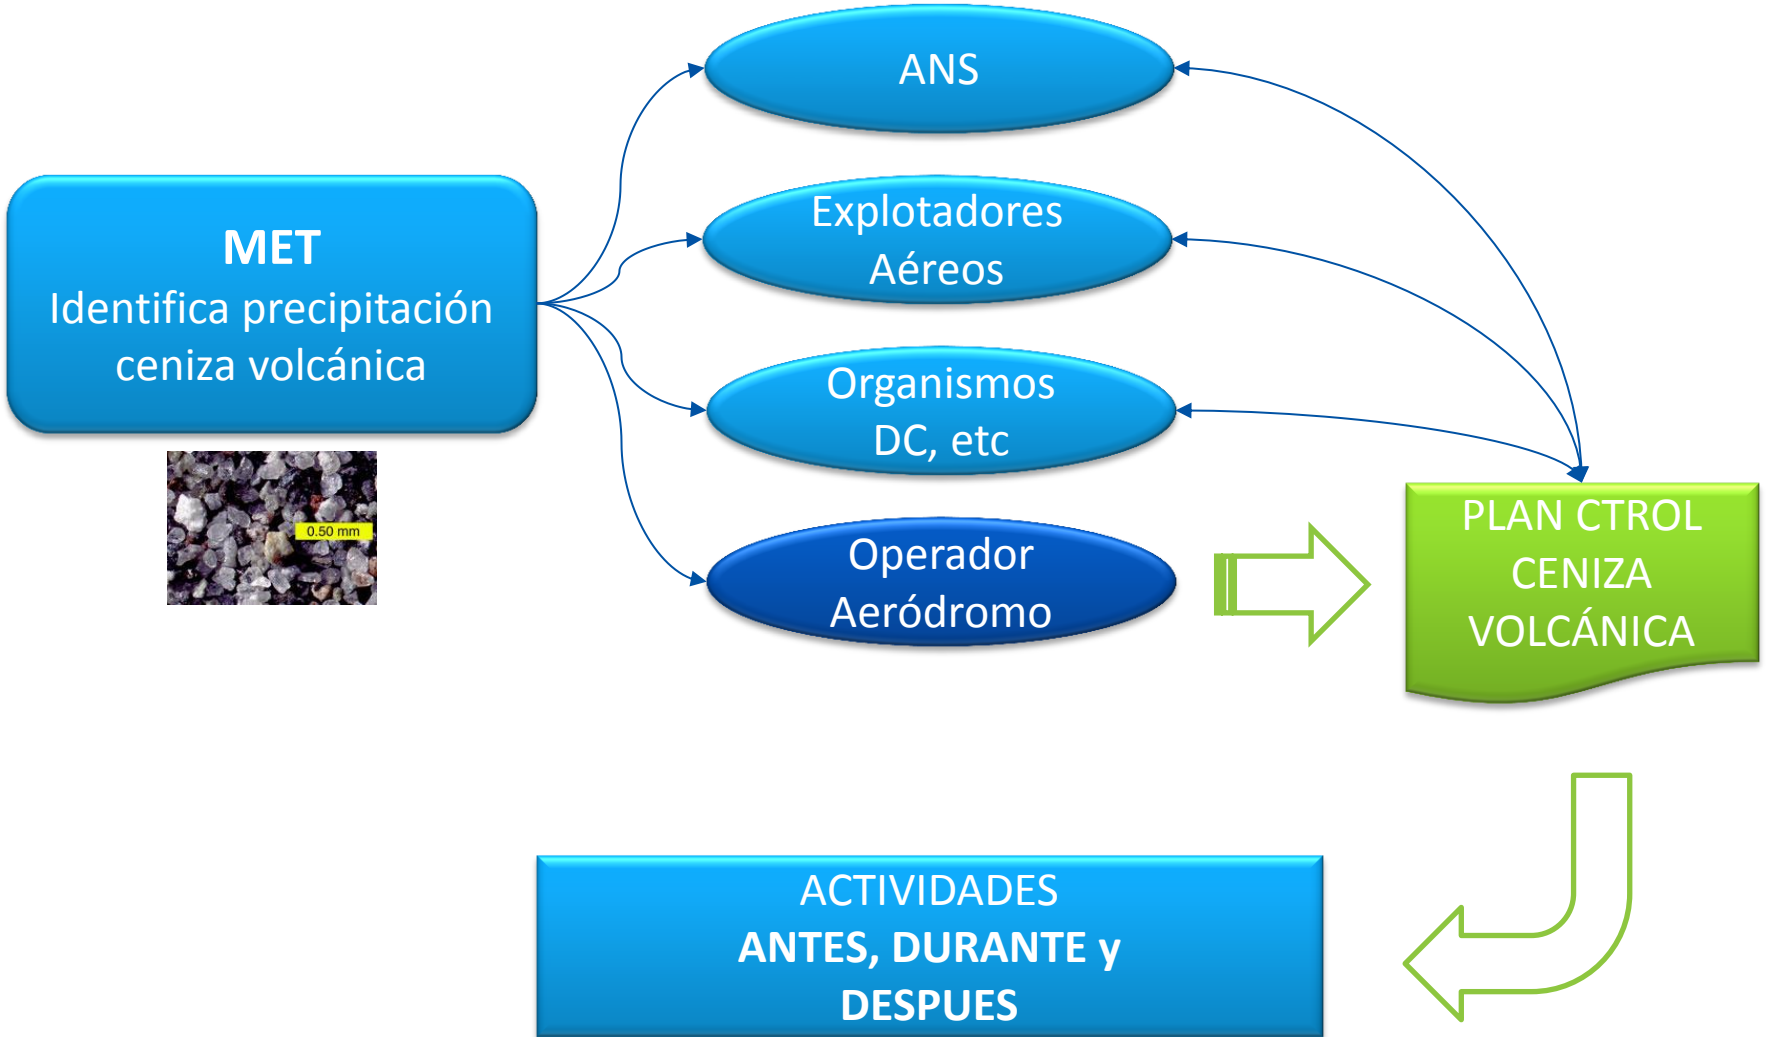 ANS
MET
Identifica precipitación
ceniza volcánica
Explotadores
Aéreos
Organismos
DC, etc
0.50 mm
Operador
Aeródromo
PLAN CTROL
CENIZA
VOLCÁNICA
ACTIVIDADES
ANTES, DURANTE y
DESPUES